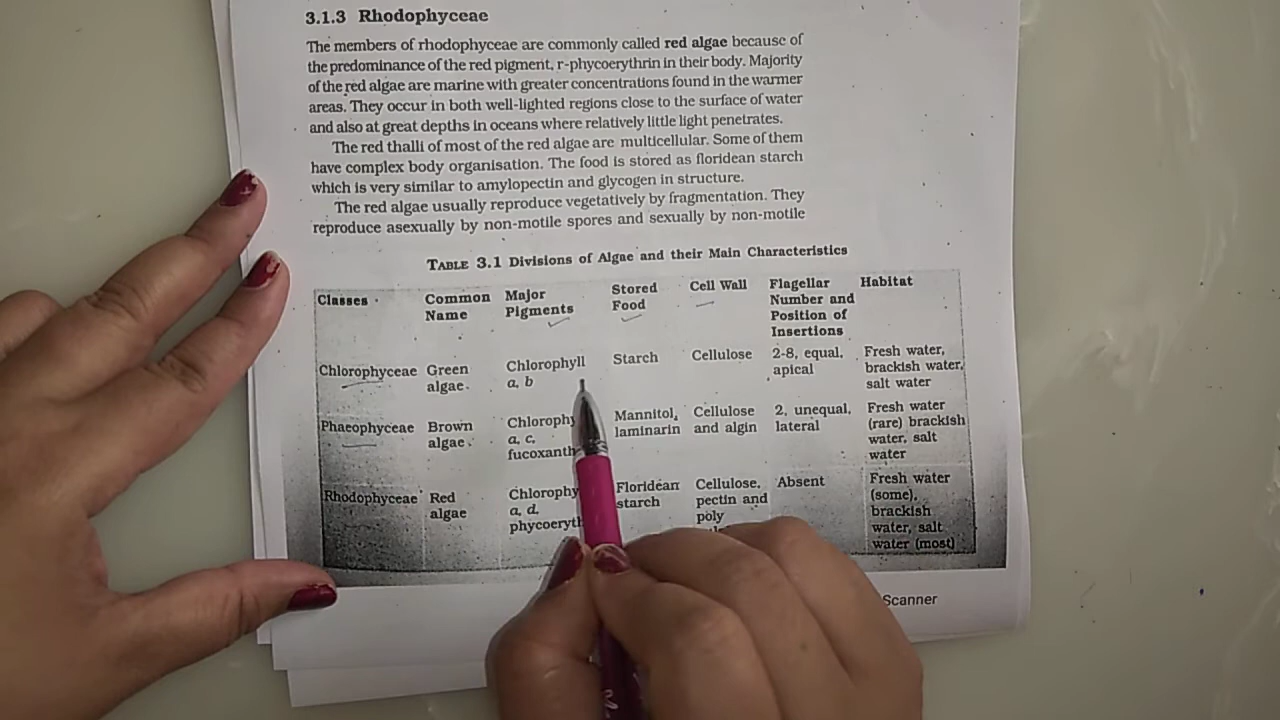 3.1.3 Rhodophyceae
The members of rhodophyceae are commonly called red algae because of
the predominance of the red pigment, r-phycoerythrin in their body. Majority
of the red algae are marine with greater concentrations found in the warmer
areas. They occur in both well-lighted regions close to the surface of water
and also at great depths in oceans where relatively little light penetrates.
The red thalli of most of the red algae are multicellular. Some of them
have complex body organisation. The food is stored as floridean starch
which is very similar to amylopectin and glycogen in structure.
The red algae usually reproduce vegetatively by fragmentation. They
reproduce asexually by non-motile spores and sexually by non-motile
TABLE 3.1 Divisions of Algae and their Main Characteristics
Classes Common Major Stored Cell Wall Flagellar Habitat
Name Pigments Food Number and
Position of
Insertions
Chlorophyceae Green Chlorophyll Starch Cellulose 2-8, equal, Fresh water,
algae a, b apical brackish water,
salt water
Phaeophyceae Brown Mannitol, Cellulose 2, unequal, Fresh water
algae a, c, laminarin and algin lateral (rare) brackish
water, salt
water
Rhodophyceae Red Floridean Cellulose, Absent Fresh water
algae a, d, starch pectin and (some),
poly brackish
water, salt
water (most)
Scanner